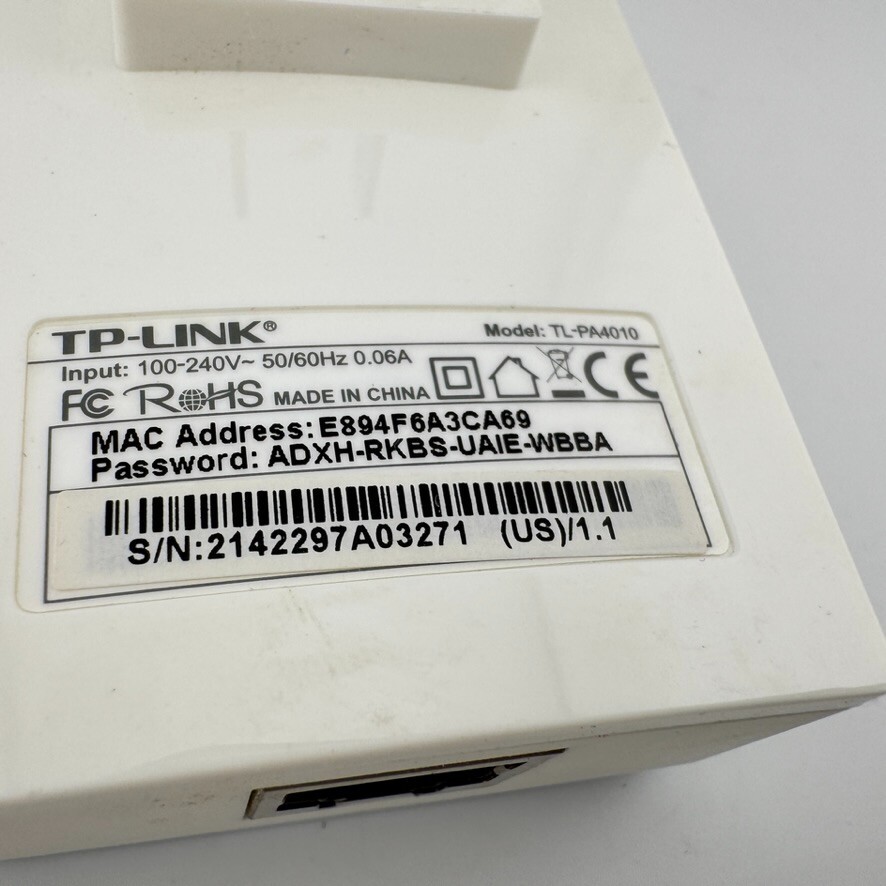 TP-LINK® Model: TL-PA4010
Input: 100-240V~ 50/60Hz 0.06A
FC RoHS MADE IN CHINA CE
MAC Address:E894F6A3CA69
Password: ADXH-RKBS-UAIE-WBBA
S/N:2142297A03271 (US)/1.1